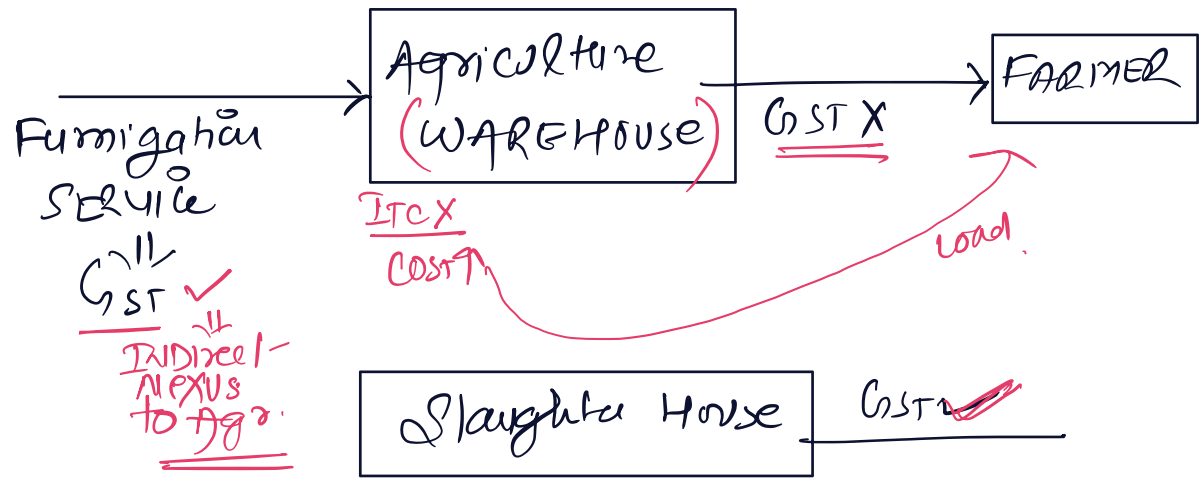 Agriculture
(WAREHOUSE)
FARMER
GST X
Fumigation
SERVICE
GST ✓
INDirect
NEXUS
to Agr.
ITC X
COST↑
Load.
Slaughter House
GST ✓